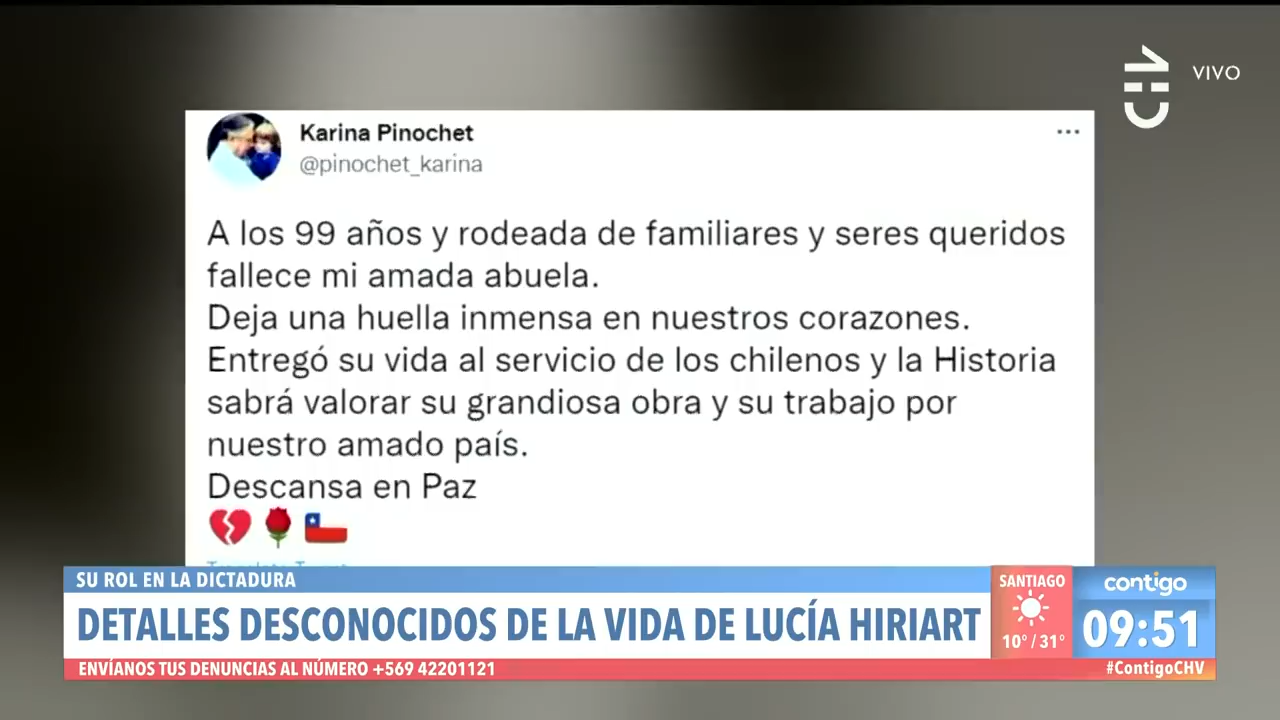 CHV VIVO
Karina Pinochet
@pinochet_karina
A los 99 años y rodeada de familiares y seres queridos
fallece mi amada abuela.
Deja una huella inmensa en nuestros corazones.
Entregó su vida al servicio de los chilenos y la Historia
sabrá valorar su grandiosa obra y su trabajo por
nuestro amado país.
Descansa en Paz
SU ROL EN LA DICTADURA
DETALLES DESCONOCIDOS DE LA VIDA DE LUCÍA HIRIART
ENVÍANOS TUS DENUNCIAS AL NÚMERO +569 42201121
SANTIAGO
10° / 31°
contigo
09:51
#ContigoCHV